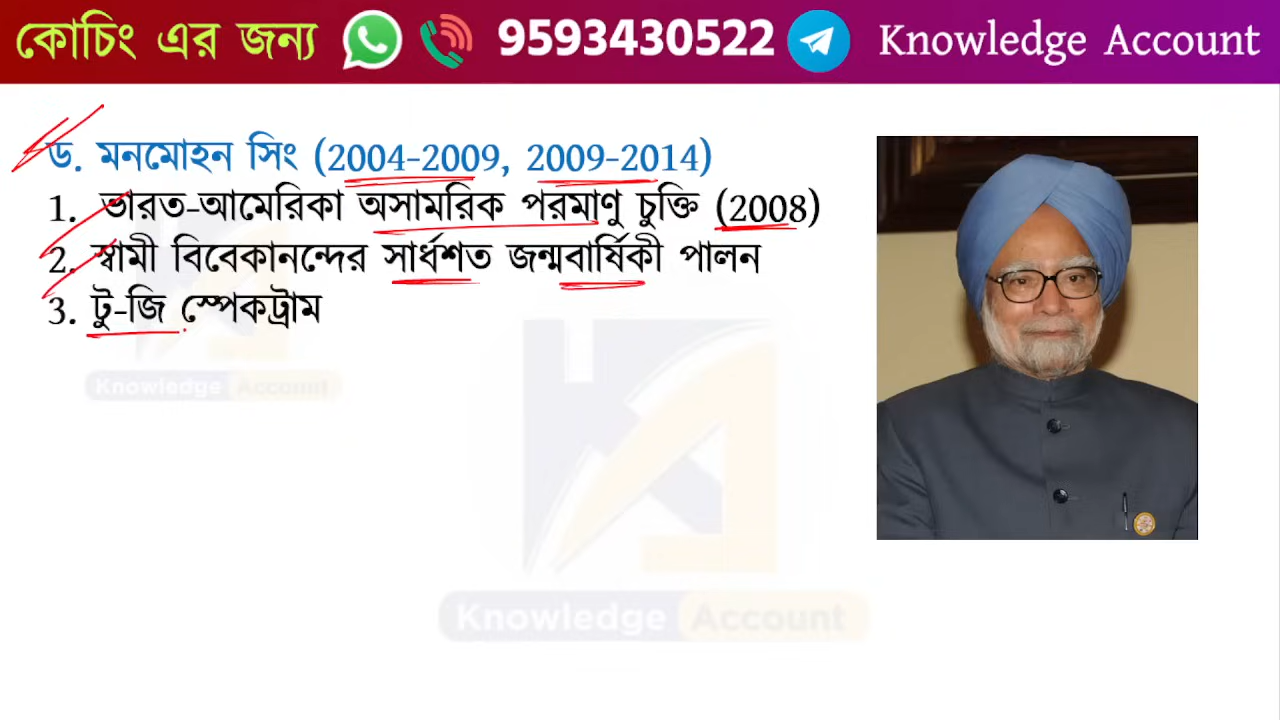 কোচিং এর জন্য 9593430522 Knowledge Account
ড. মনমোহন সিং (2004-2009, 2009-2014)
1. ভারত-আমেরিকা অসামরিক পরমাণু চুক্তি (2008)
2. স্বামী বিবেকানন্দের সার্ধশত জন্মবার্ষিকী পালন
3. টু-জি স্পেকট্রাম
Knowledge Account
Knowledge Account